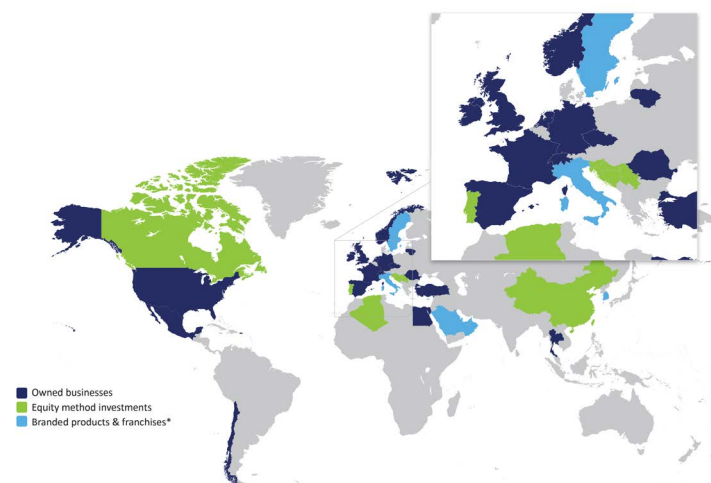 Owned businesses
Equity method investments
Branded products & franchises*